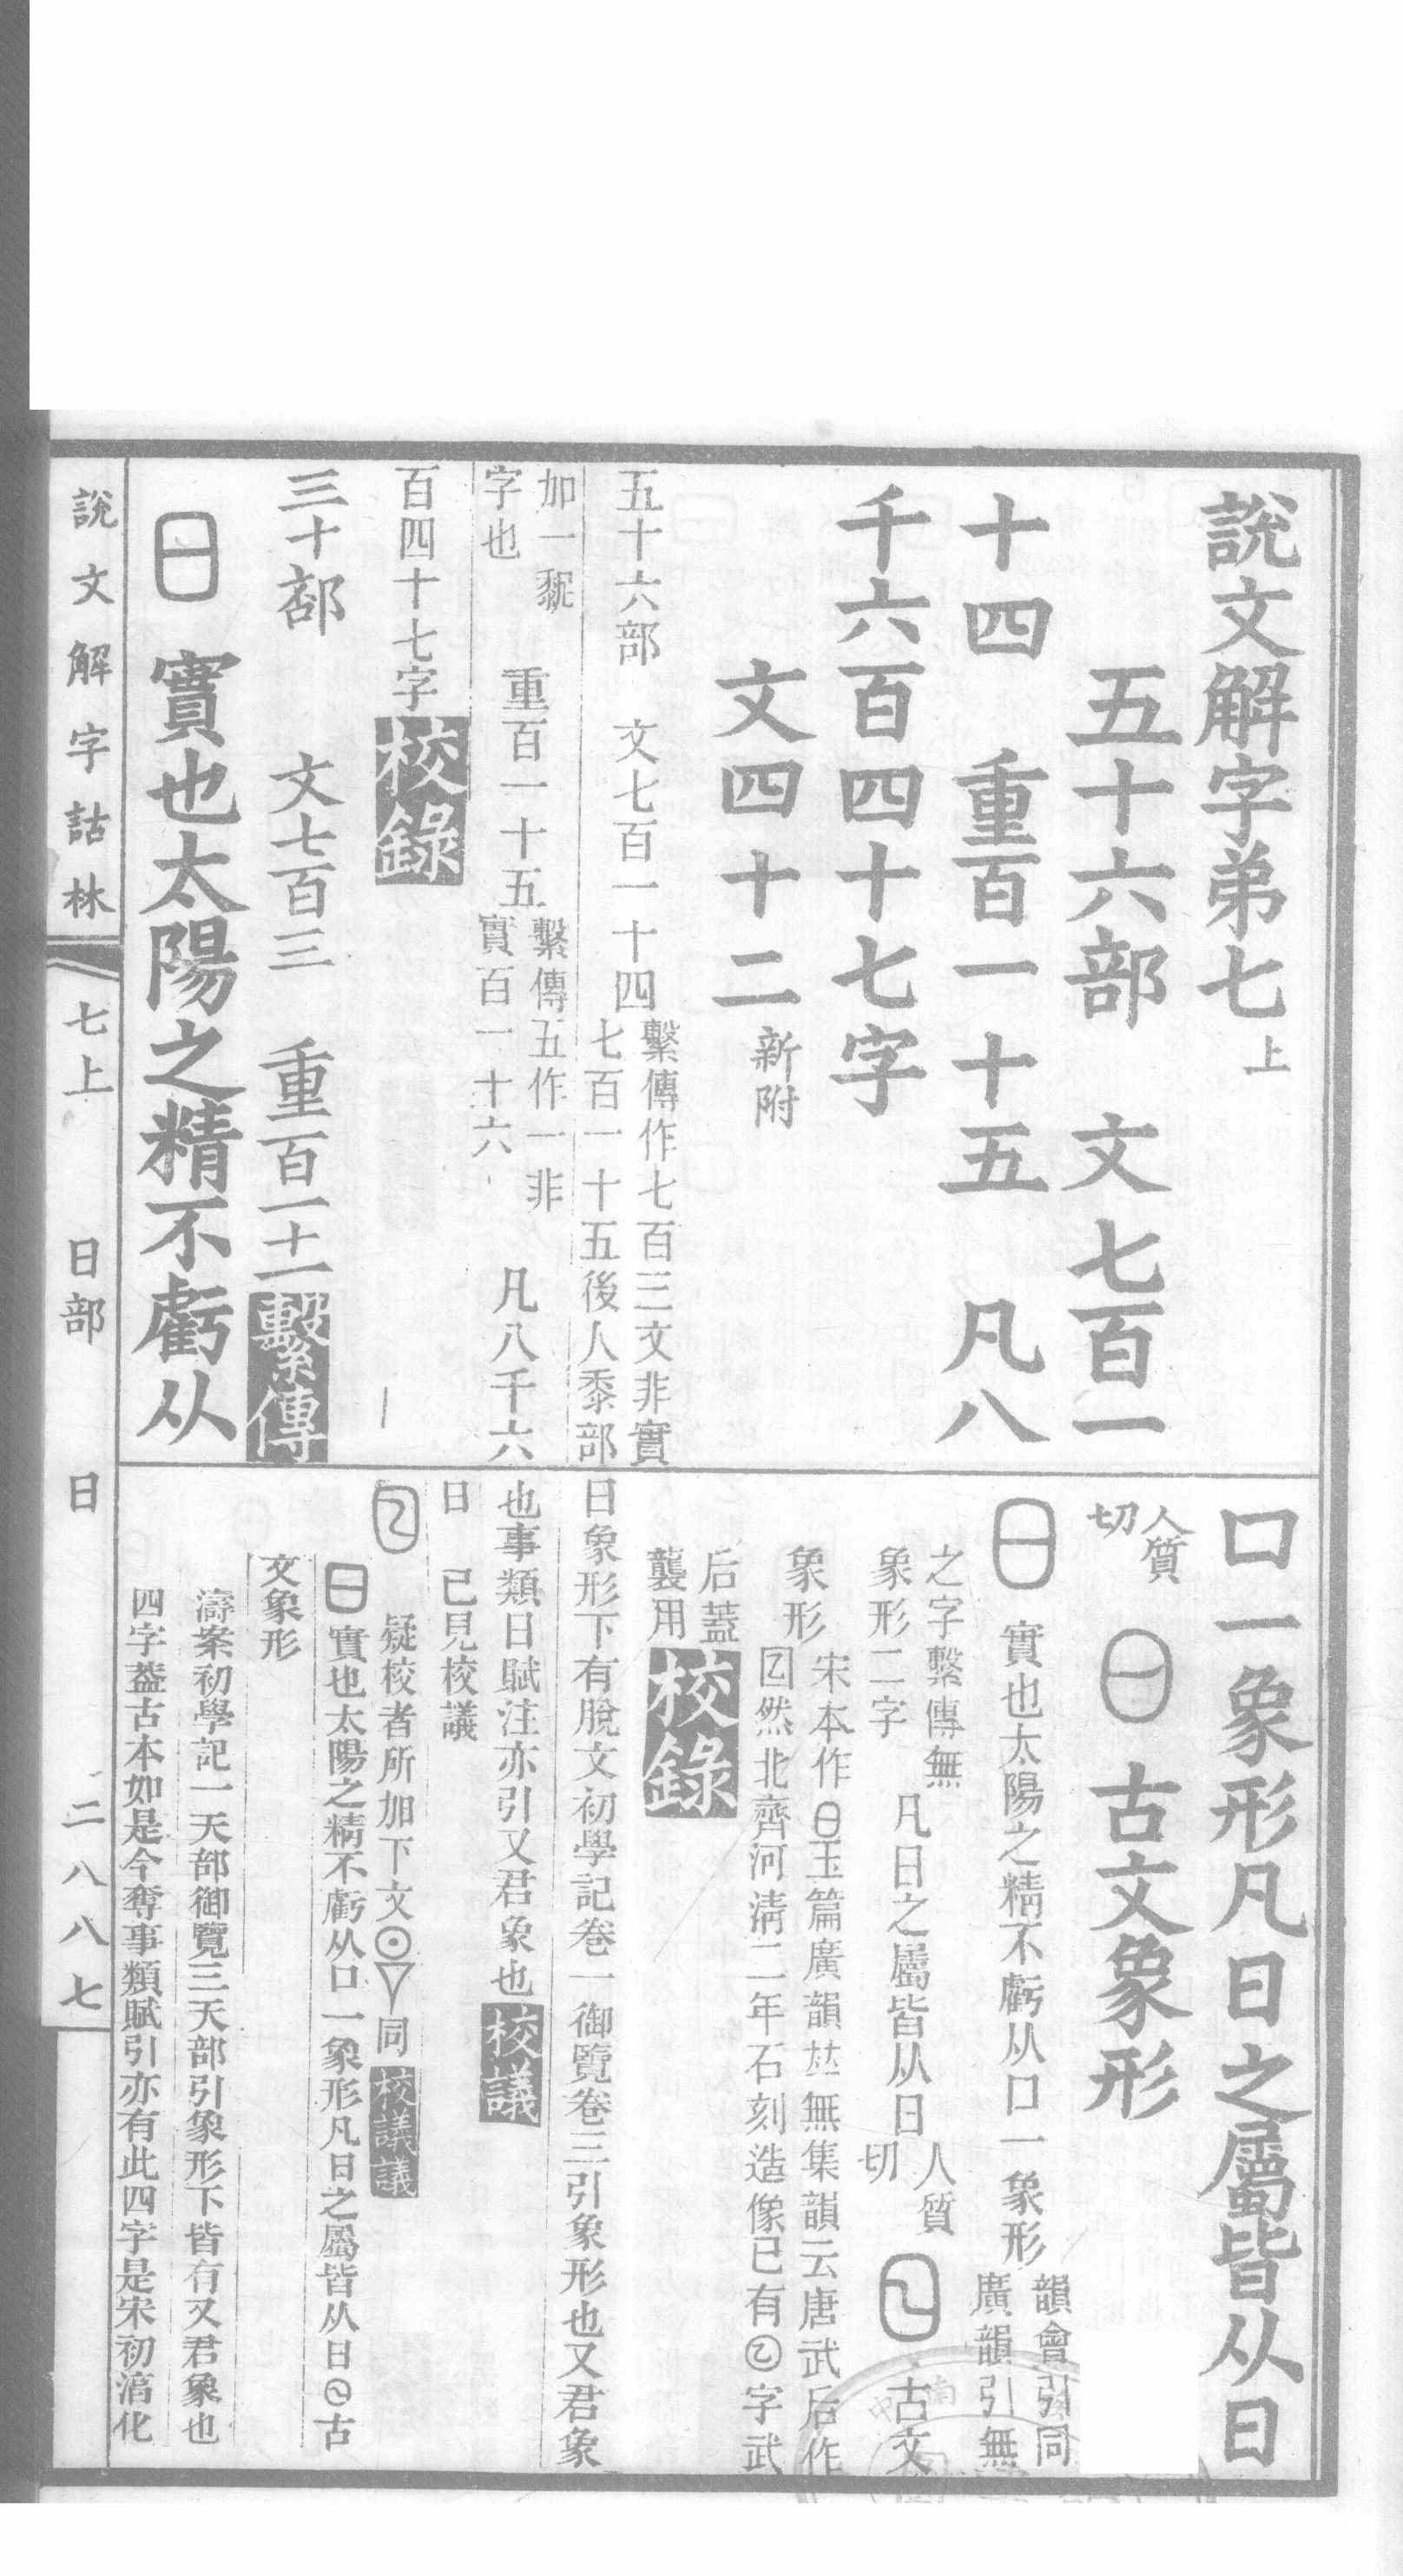 說文解字弟七上
五十六部 文七百一
十四 重百一十五 凡八
千六百四十七字
文四十二新附
五十六部 文七百一十四繫傳作七百三文非實
七百一十五後人黍部
加一黎
字也 重百一十五繫傳五作一非
實百一十六 凡八千六
百四十七字校錄
三十部 文七百三 重百一十一繫傳
日 實也太陽之精不虧从
口一象形凡日之屬皆从日
人質
切 古文象形
日 實也太陽之精不虧从口一象形韻會引同
廣韻引無
之字繫傳無
象形二字 凡日之屬皆从日人質
切 古文
象形宋本作日玉篇廣韻竝無集韻云唐武后作
囸然北齊河淸二年石刻造像已有字武
后蓋
襲用校錄
日象形下有脫文初學記卷一御覽卷三引象形也又君象
也事類日賦注亦引又君象也校議
日 已見校議
疑校者所加下文同校議議
日實也太陽之精不虧从口一象形凡日之屬皆从日古
文象形
濤案初學記一天部御覽三天部引象形下皆有又君象也
四字葢古本如是今奪事類賦引亦有此四字是宋初濇化
說文解字詁林
七上 日部 日 二八八七